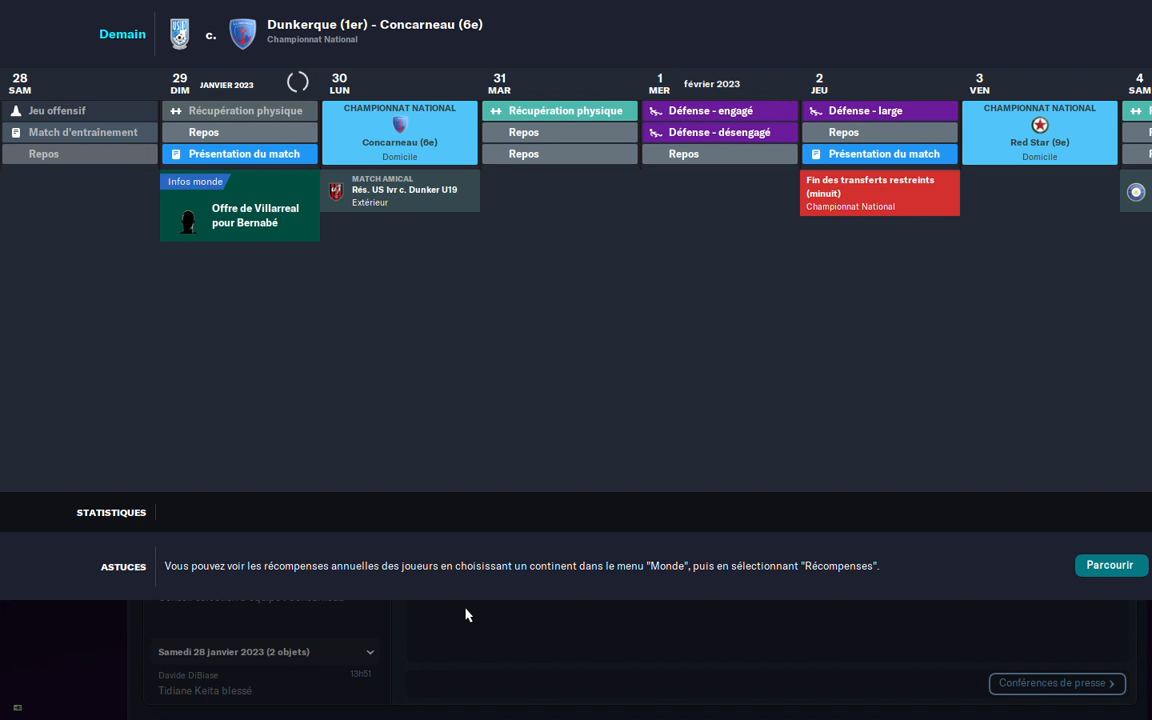 Demain
c.
Dunkerque (1er) - Concarneau (6e)
Championnat National
28
SAM
29
DIM
JANVIER 2023
30
LUN
31
MAR
1
MER
février 2023
2
JEU
3
VEN
4
SAM
Jeu offensif
Récupération physique
CHAMPIONNAT NATIONAL
Récupération physique
Défense - engagé
Défense - large
CHAMPIONNAT NATIONAL
Match d'entraînement
Repos
Repos
Défense - désengagé
Repos
Repos
Présentation du match
Concarneau (6e)
Domicile
Repos
Repos
Présentation du match
Red Star (9e)
Domicile
Infos monde
Offre de Villarreal
pour Bernabé
MATCH AMICAL
Rés. US Ivr c. Dunker U19
Extérieur
Fin des transferts restreints
(minuit)
Championnat National
STATISTIQUES
ASTUCES
Vous pouvez voir les récompenses annuelles des joueurs en choisissant un continent dans le menu "Monde", puis en sélectionnant "Récompenses".
Parcourir
Samedi 28 janvier 2023 (2 objets)
Davide DiBiase
13h51
Tidiane Keita blessé
Conférences de presse